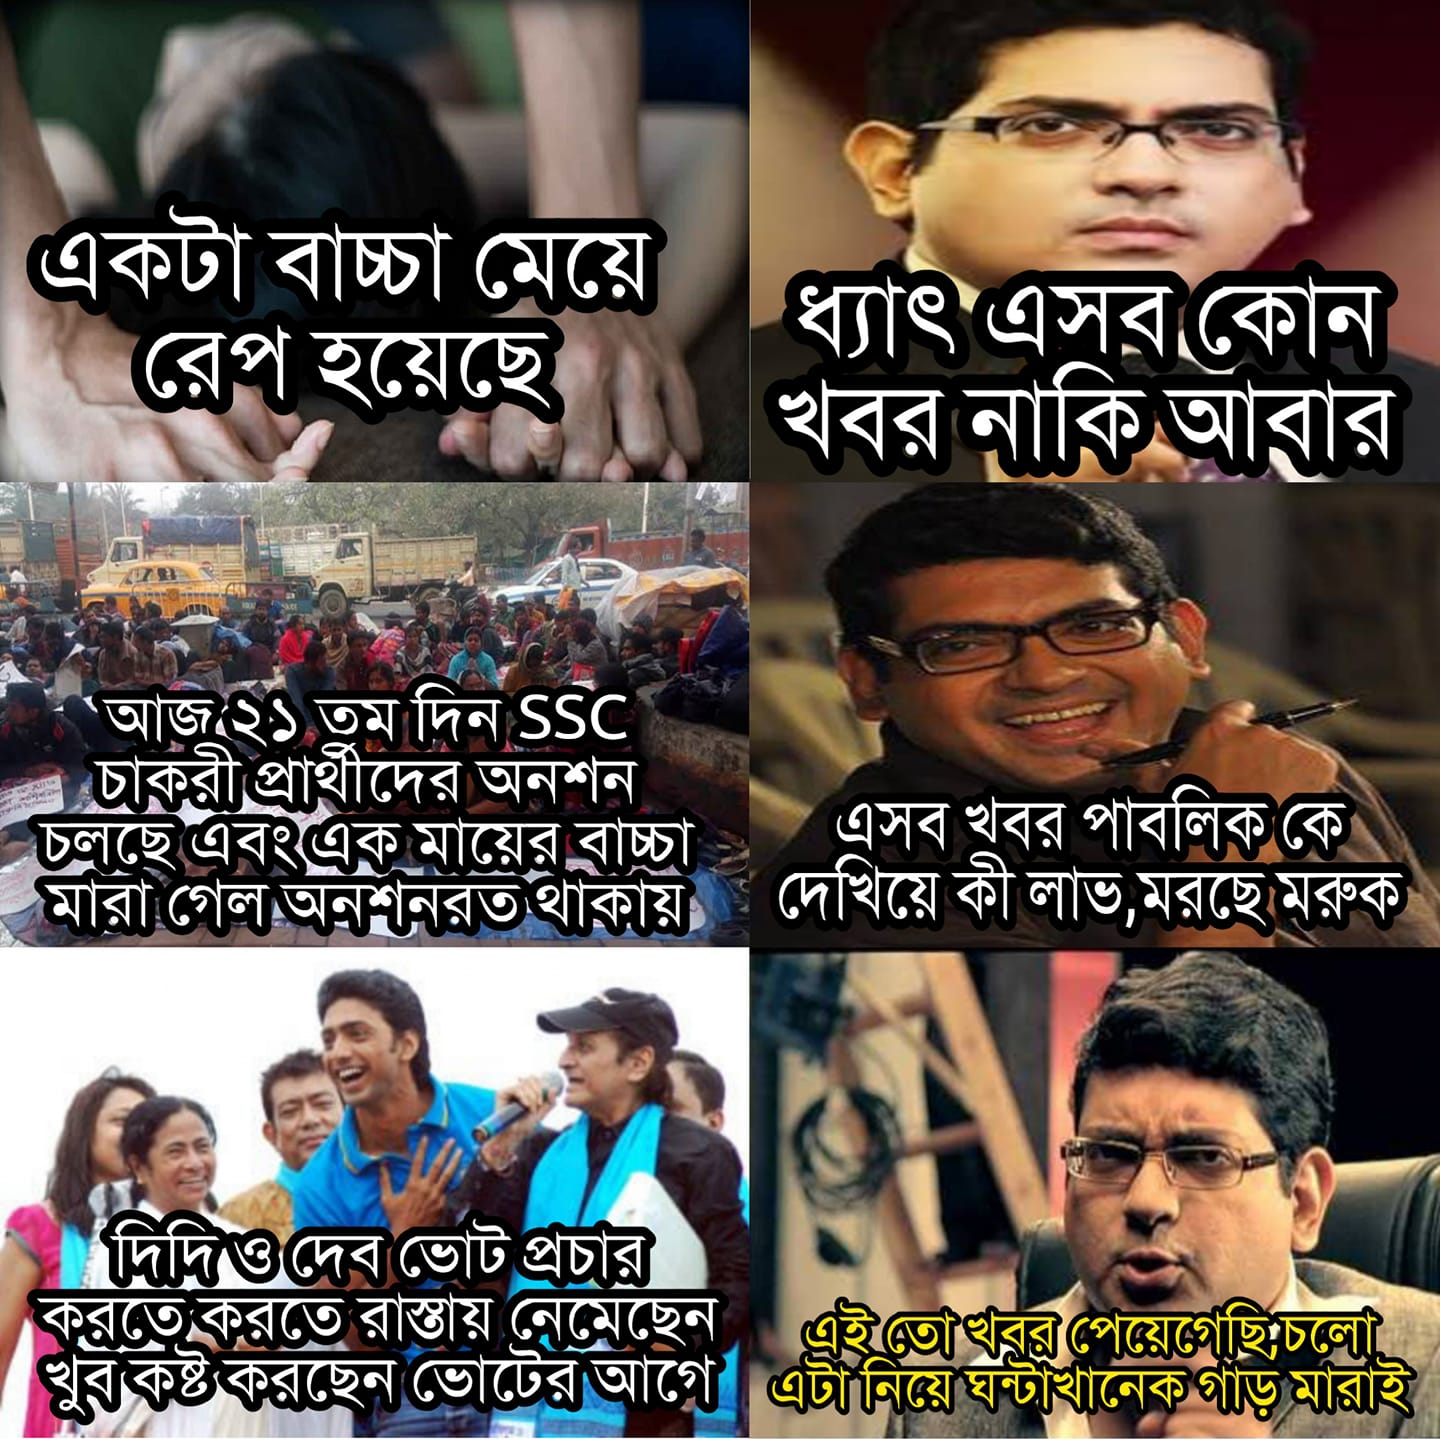 একটা বাচ্চা মেয়ে
রেপ হয়েছে
ধ্যাৎ এসব কোন
খবর নাকি আবার
আজ ২১ তম দিন SSC
চাকরী প্রার্থীদের অনশন
চলছে এবং এক মায়ের বাচ্চা
মারা গেল অনশনরত থাকায়
এসব খবর পাবলিক কে
দেখিয়ে কী লাভ,মরছে মরুক
দিদি ও দেব ভোট প্রচার
করতে করতে রাস্তায় নেমেছেন
খুব কষ্ট করছেন ভোটের আগে
এই তো খবর পেয়েগেছি,চলো
এটা নিয়ে ঘন্টাখানেক গাড় মারাই